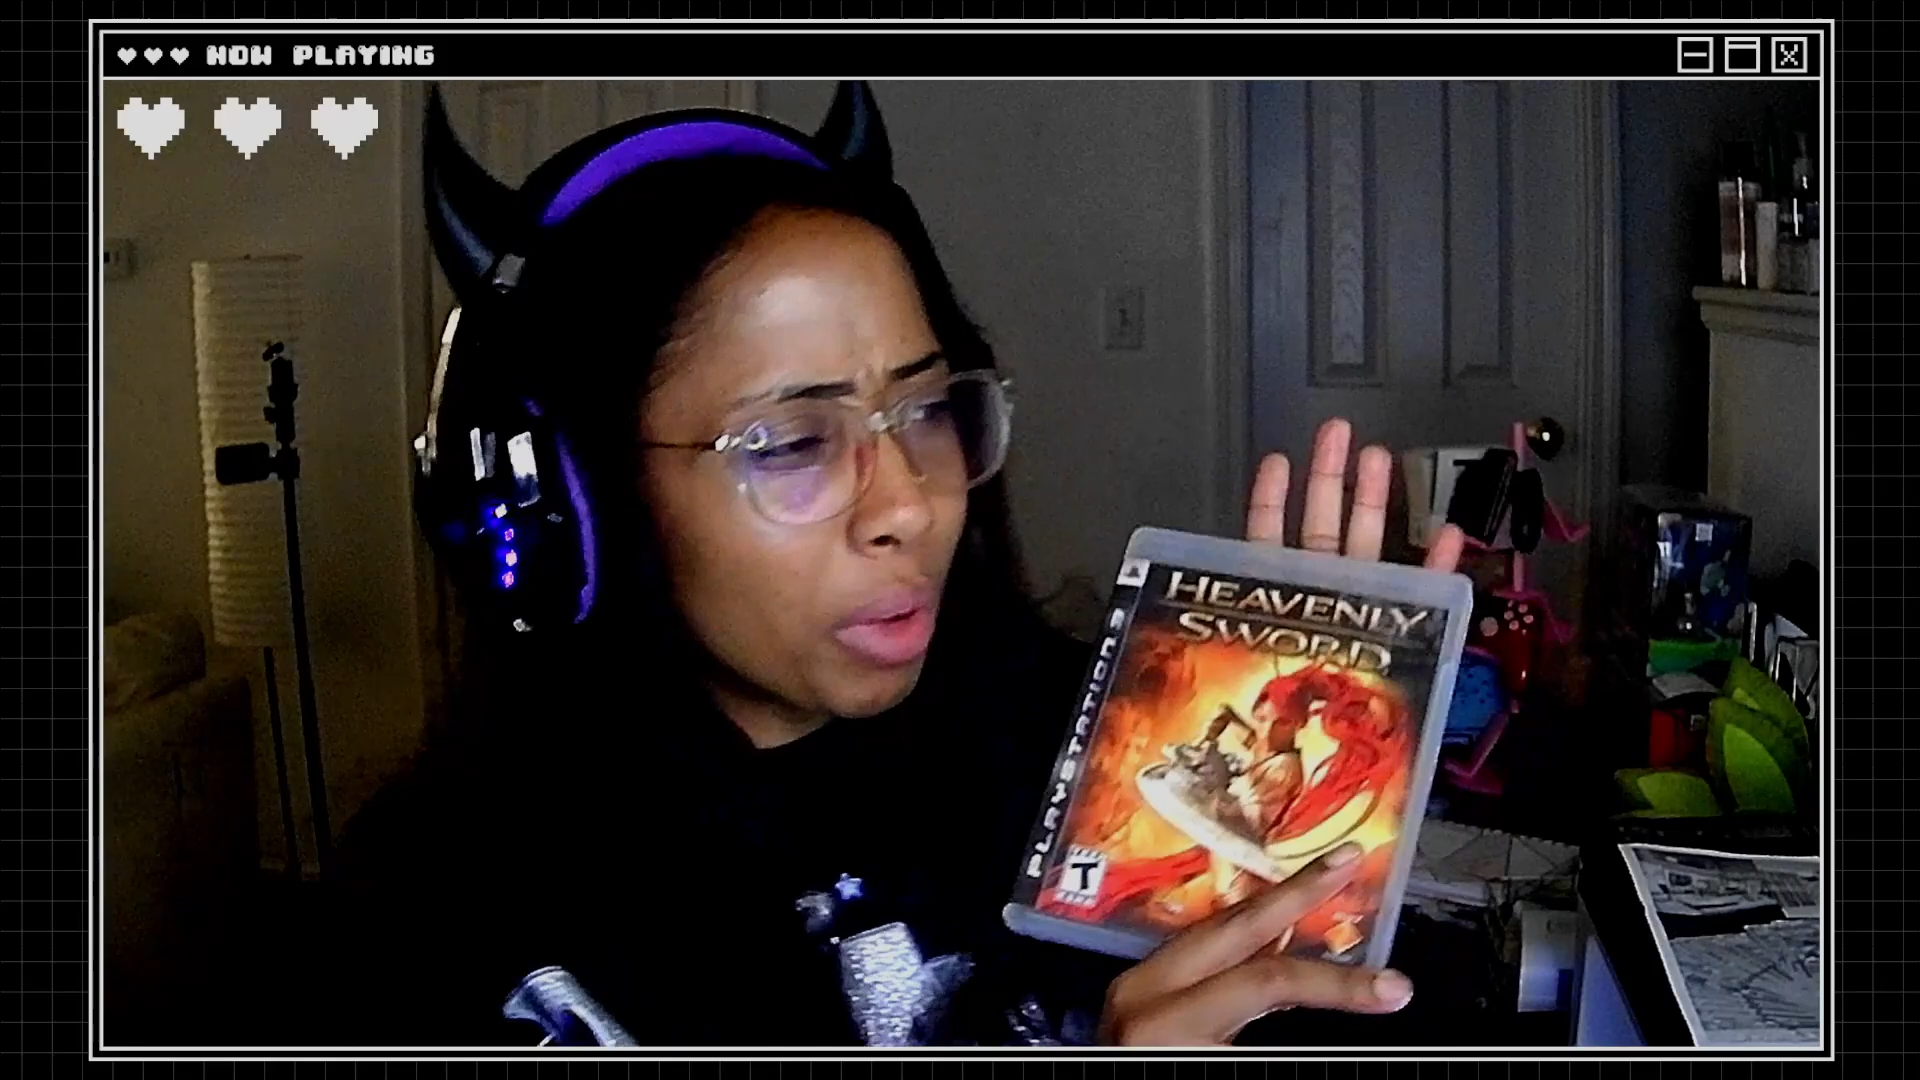 NOW PLAYING
HEAVENLY
SWORD
PLAYSTATION 3
T